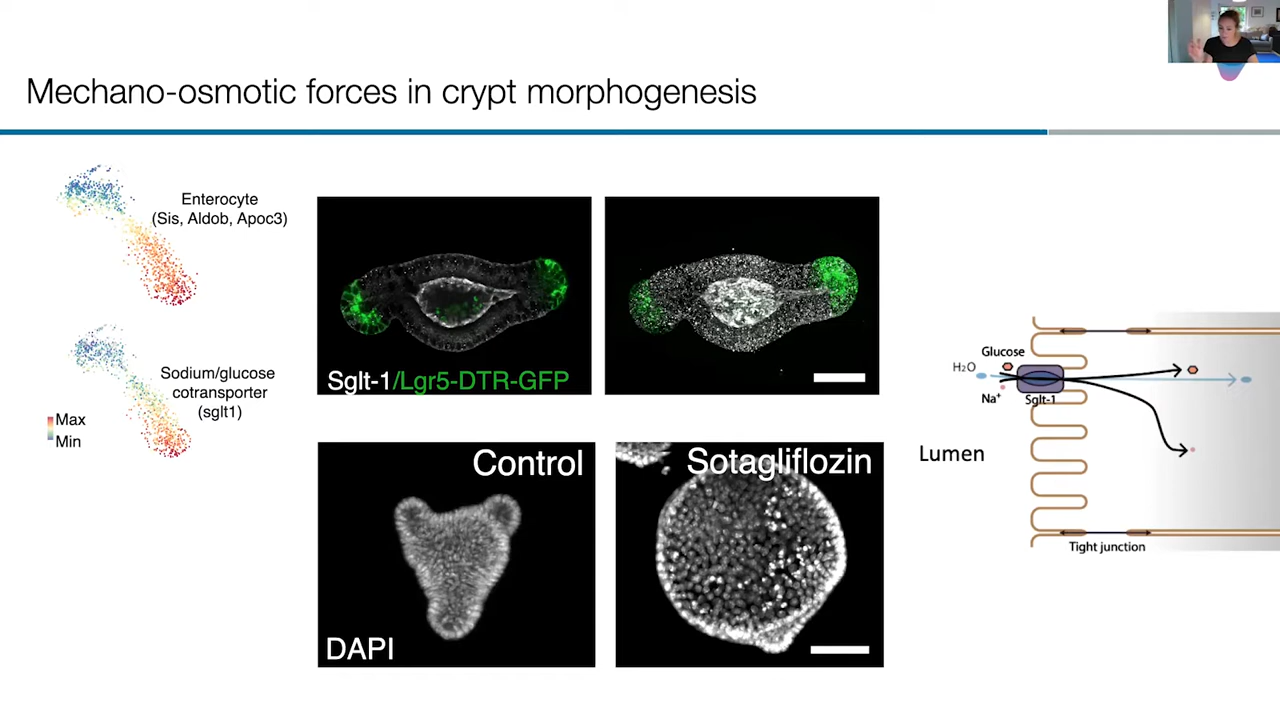 Mechano-osmotic forces in crypt morphogenesis
Enterocyte
(Sis, Aldob, Apoc3)
Sodium/glucose
cotransporter
(sglt1)
Max
Min
Sglt-1/Lgr5-DTR-GFP
Control
DAPI
Sotagliflozin
Glucose
H₂O
Na⁺
Sglt-1
Lumen
Tight junction